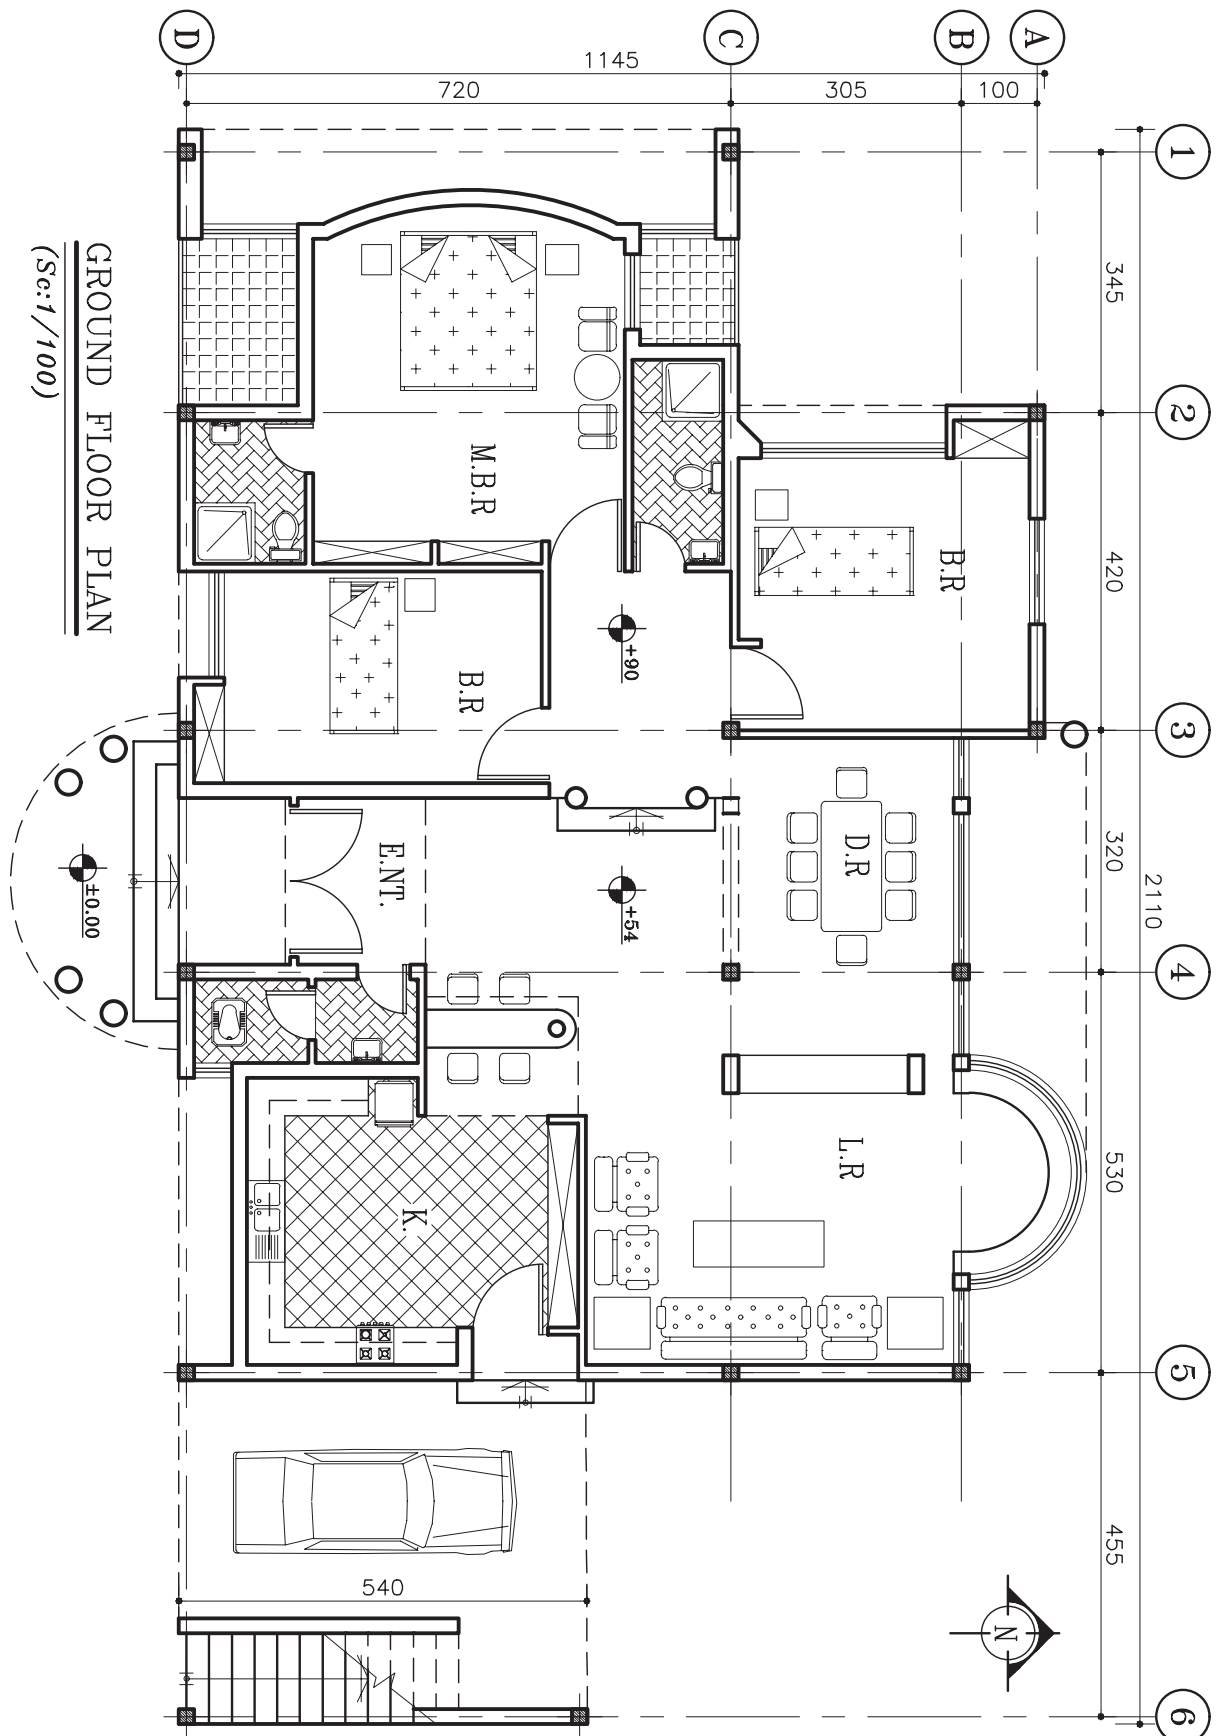 1
2
3
4
5
6
2110
345
420
320
530
455
A
B
C
D
100
305
720
1145
B.R
D.R
L.R
N
M.B.R
+90
+54
B.R
E.NT.
K.
540
±0.00
GROUND FLOOR PLAN
(Sc:1/100)